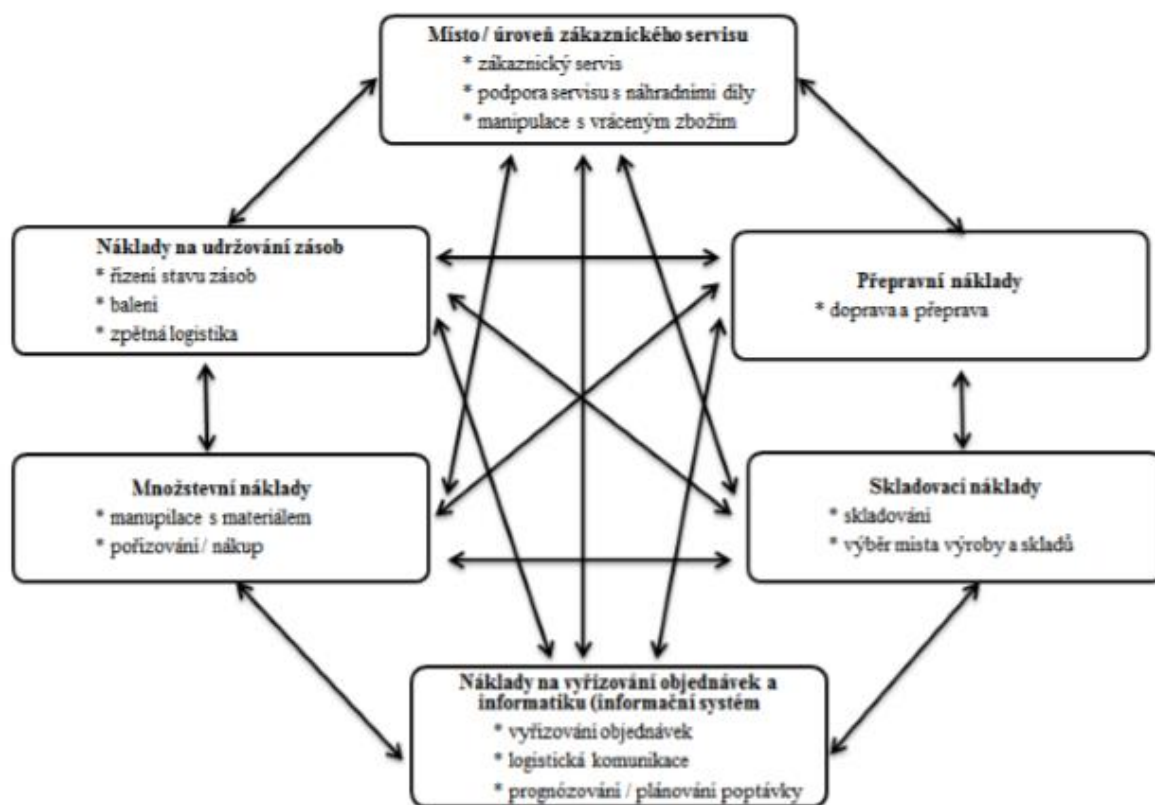 Místo / úroveň zákaznického servisu
* zákaznický servis
* podpora servisu s náhradními díly
* manipulace s vráceným zbožím
Náklady na udržování zásob
* řízení stavu zásob
* balení
* zpětná logistika
Přepravní náklady
* doprava a přeprava
Množstevní náklady
* manupilace s materiálem
* pořizování / nákup
Skladovací náklady
* skladování
* výběr místa výroby a skladů
Náklady na vyřizování objednávek a
informatiku (informační systém
* vyřizování objednávek
* logistická komunikace
* prognózování / plánování poptávky